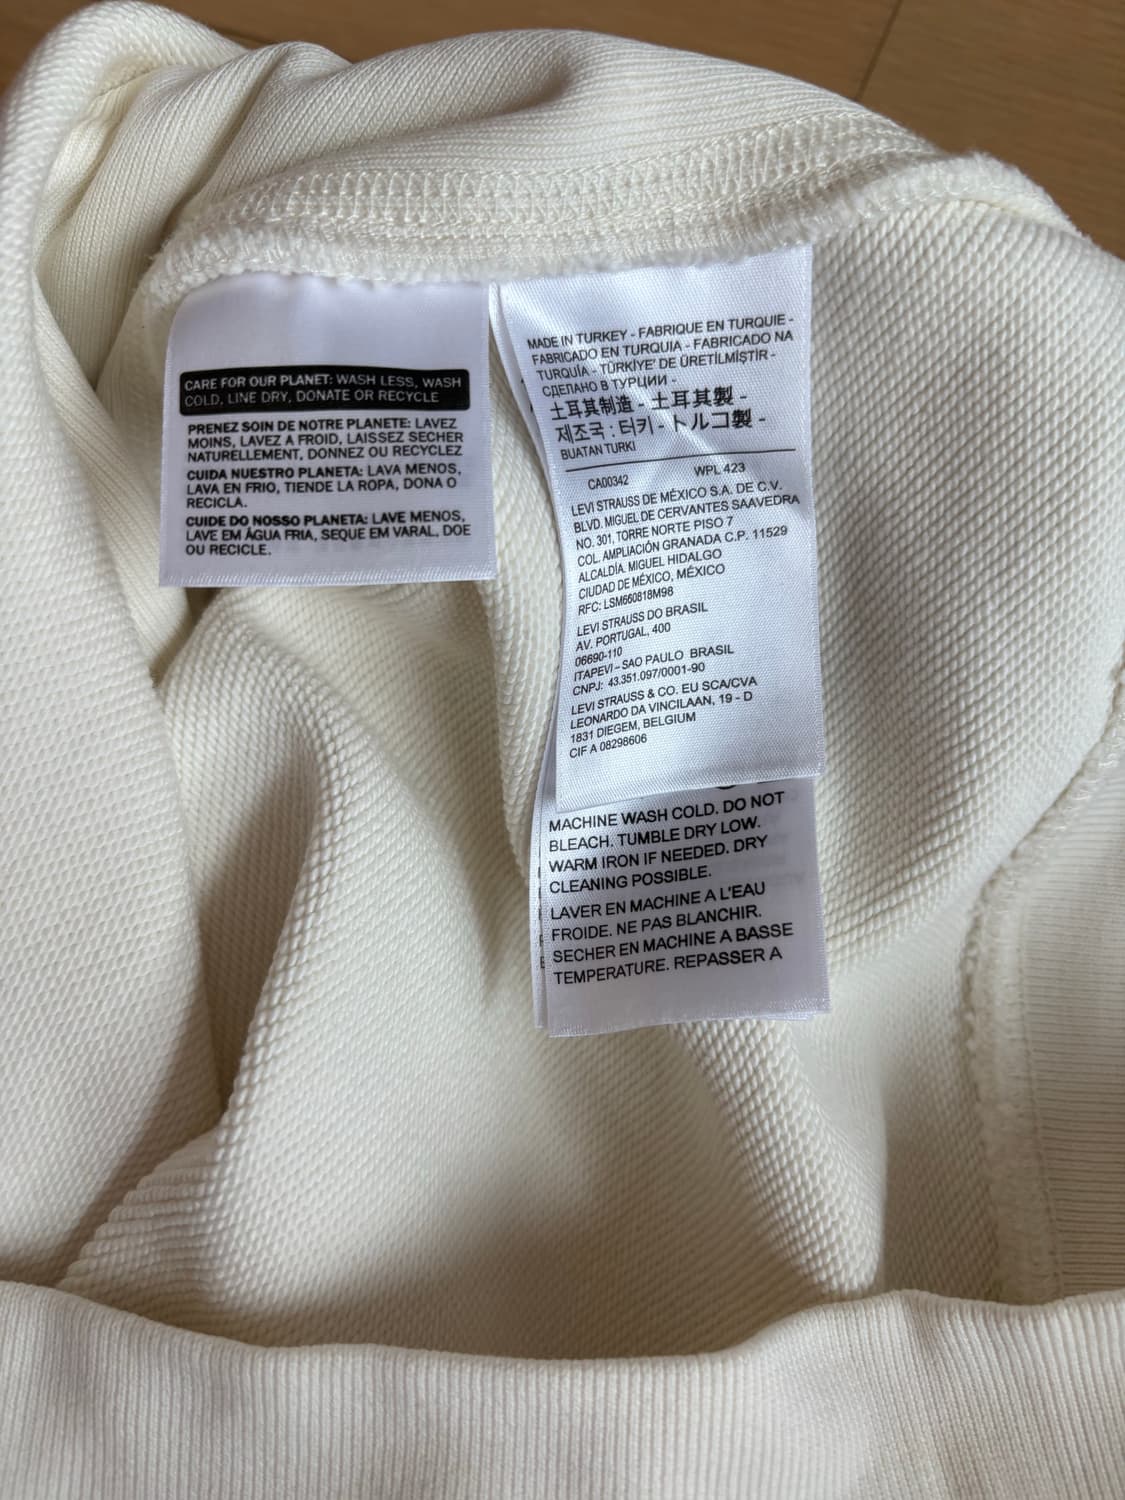 CARE FOR OUR PLANET: WASH LESS, WASH
COLD, LINE DRY, DONATE OR RECYCLE
PRENEZ SOIN DE NOTRE PLANETE: LAVEZ
MOINS, LAVEZ A FROID, LAISSEZ SECHER
NATURELLEMENT, DONNEZ OU RECYCLEZ
CUIDA NUESTRO PLANETA: LAVA MENOS,
LAVA EN FRIO, TIENDE LA ROPA, DONA O
RECICLA.
CUIDE DO NOSSO PLANETA: LAVE MENOS,
LAVE EM ÁGUA FRIA, SEQUE EM VARAL, DOE
OU RECICLE.
MADE IN TURKEY - FABRIQUE EN TURQUIE -
FABRICADO EN TURQUIA - FABRICADO NA
TURQUÍA - TÜRKİYE' DE ÜRETİLMİŞTİR -
СДЕЛАНО В ТУРЦИИ -
土耳其制造 - 土耳其製 -
제조국 : 터키 - トルコ製 -
BUATAN TURKI
CA00342 WPL 423
LEVI STRAUSS DE MÉXICO S.A. DE C.V.
BLVD. MIGUEL DE CERVANTES SAAVEDRA
NO. 301, TORRE NORTE PISO 7
COL. AMPLIACIÓN GRANADA C.P. 11529
ALCALDÍA. MIGUEL HIDALGO
CIUDAD DE MÉXICO, MÉXICO
RFC: LSM660818M98
LEVI STRAUSS DO BRASIL
AV. PORTUGAL, 400
06690-110
ITAPEVI – SAO PAULO BRASIL
CNPJ: 43.351.097/0001-90
LEVI STRAUSS & CO. EU SCA/CVA
LEONARDO DA VINCILAAN, 19 - D
1831 DIEGEM, BELGIUM
CIF A 08298606
MACHINE WASH COLD. DO NOT
BLEACH. TUMBLE DRY LOW.
WARM IRON IF NEEDED. DRY
CLEANING POSSIBLE.
LAVER EN MACHINE A L'EAU
FROIDE. NE PAS BLANCHIR.
SECHER EN MACHINE A BASSE
TEMPERATURE. REPASSER A